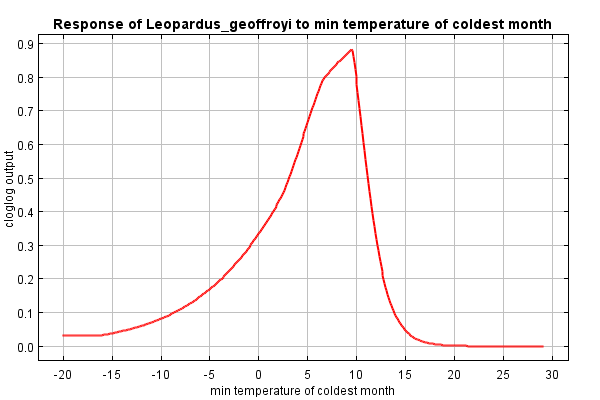 Response of Leopardus_geoffroyi to min temperature of coldest month
0.9
0.8
0.7
0.6
0.5
0.4
0.3
0.2
0.1
0.0
cloglog output
-20 -15 -10 -5 0 5 10 15 20 25 30
min temperature of coldest month